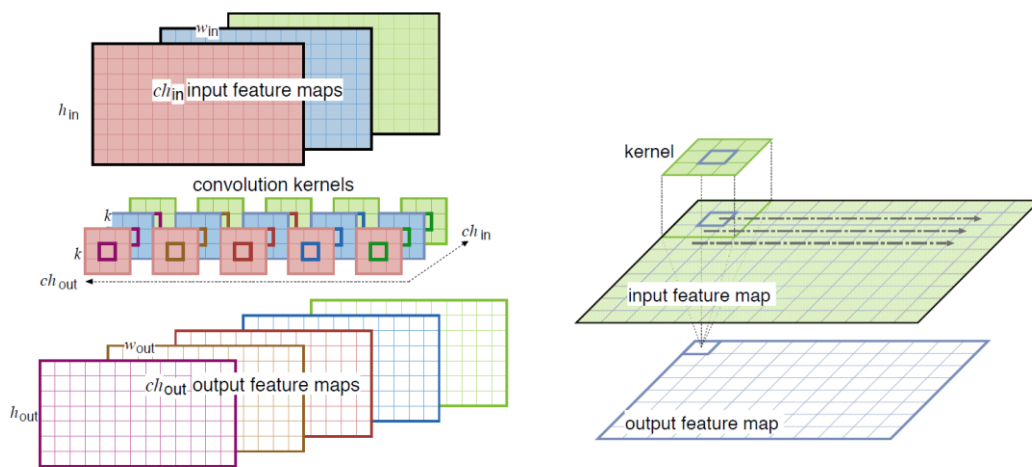 w_in
ch_in input feature maps
h_in
convolution kernels
k
k
ch_in
ch_out
w_out
ch_out output feature maps
h_out
kernel
input feature map
output feature map